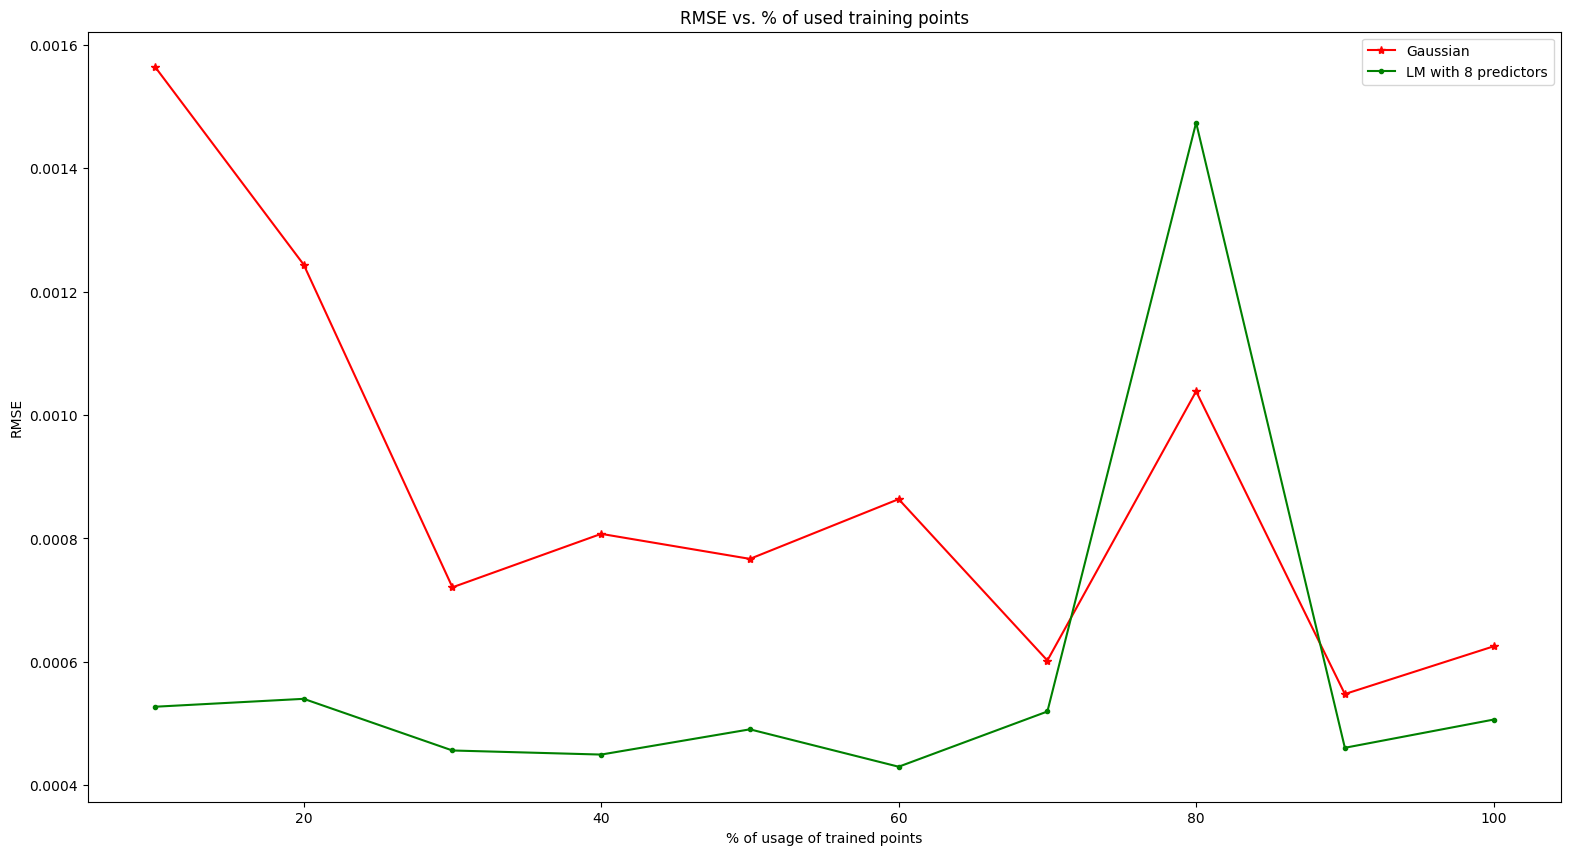 RMSE vs. % of used training points
Gaussian
LM with 8 predictors
0.0016
0.0014
0.0012
0.0010
0.0008
0.0006
0.0004
RMSE
20 40 60 80 100
% of usage of trained points